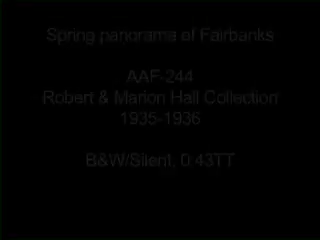 Spring panorama of Fairbanks
AAF-244
Robert & Marion Hall Collection
1935-1936
B&W/Silent, 0:43TT